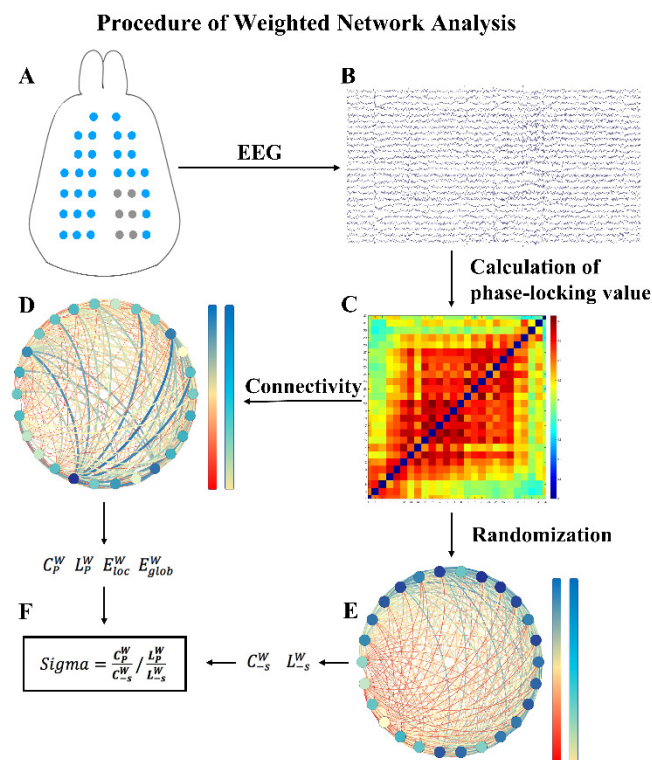 Procedure of Weighted Network Analysis
A
B
EEG
Calculation of
phase-locking value
D
C
Connectivity
Randomization
C_P^W L_P^W E_loc^W E_glob^W
F
E
Sigma = C_P^W/C_-s^W / L_P^W/L_-s^W
C_-s^W L_-s^W